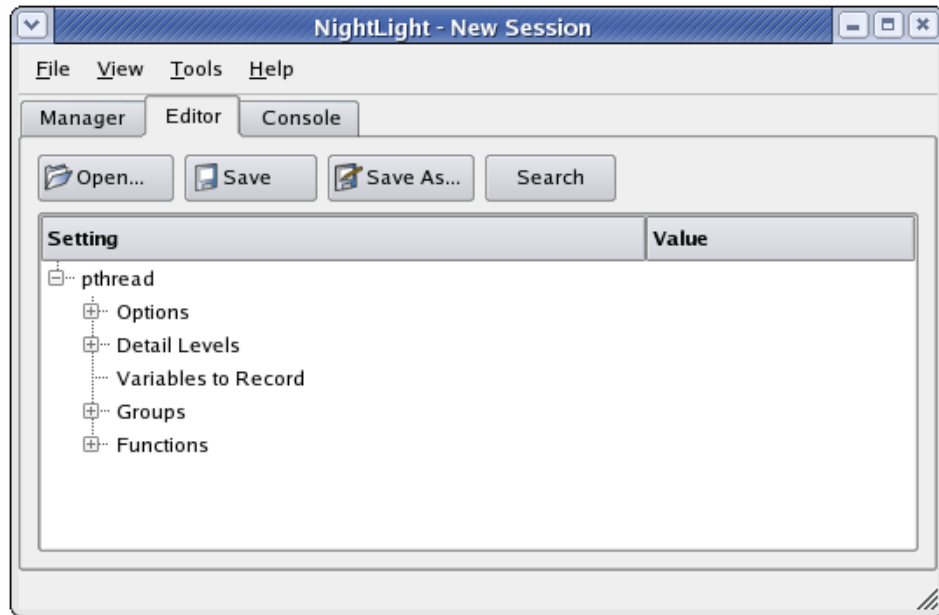 NightLight - New Session
File View Tools Help
Manager Editor Console
Open... Save Save As... Search
Setting Value
pthread
Options
Detail Levels
Variables to Record
Groups
Functions